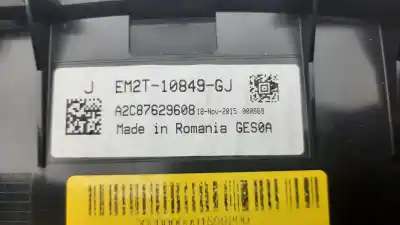 J EM2T-10849-GJ
A2C87629608 18-Nov-2015 000869
Made in Romania GES0A